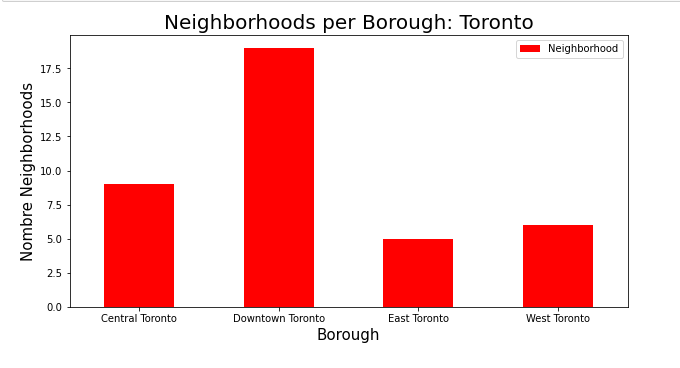 Neighborhoods per Borough: Toronto
Neighborhood
Nombre Neighborhoods
17.5
15.0
12.5
10.0
7.5
5.0
2.5
0.0
Central Toronto Downtown Toronto East Toronto West Toronto
Borough